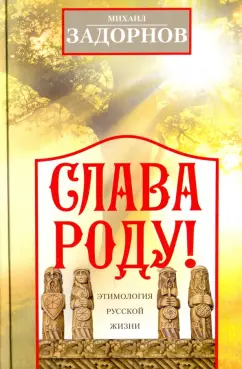 МИХАИЛ
ЗАДОРНОВ
СЛАВА
РОДУ!
ЭТИМОЛОГИЯ
РУССКОЙ
ЖИЗНИ